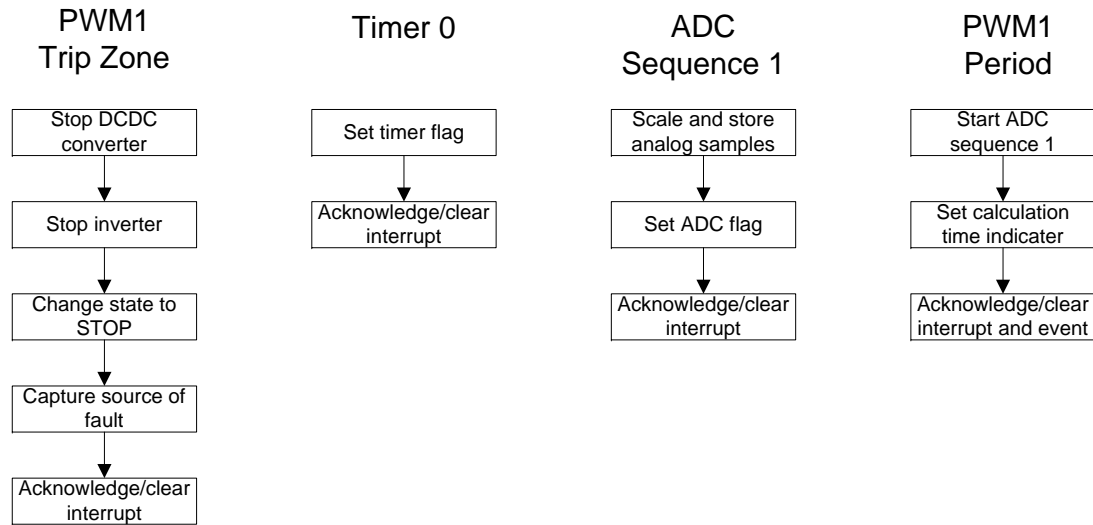 PWM1
Trip Zone
Stop DCDC
converter
Stop inverter
Change state to
STOP
Capture source of
fault
Acknowledge/clear
interrupt
Timer 0
Set timer flag
Acknowledge/clear
interrupt
ADC
Sequence 1
Scale and store
analog samples
Set ADC flag
Acknowledge/clear
interrupt
PWM1
Period
Start ADC
sequence 1
Set calculation
time indicater
Acknowledge/clear
interrupt and event